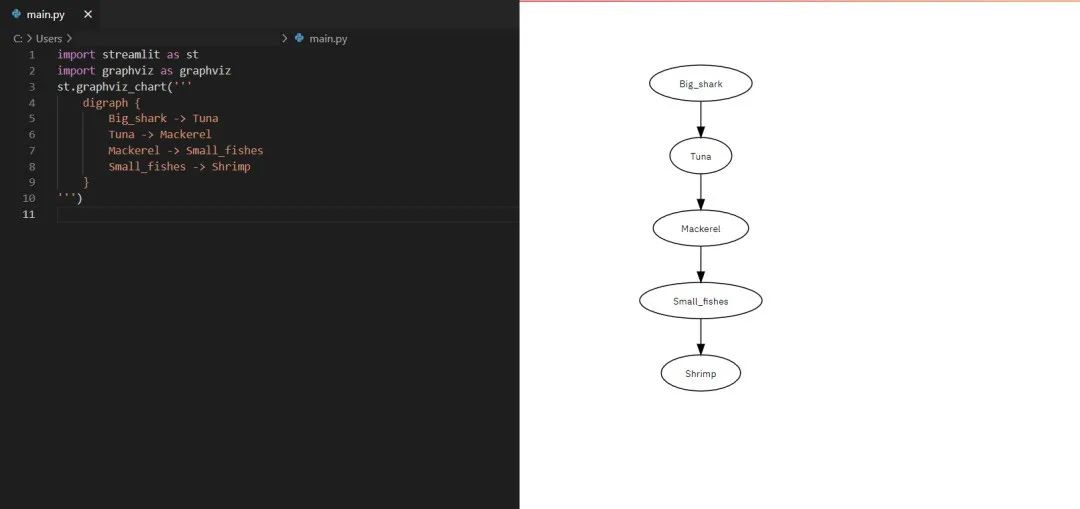 main.py ×
C: > Users > > main.py
1 import streamlit as st
2 import graphviz as graphviz
3 st.graphviz_chart('''
4     digraph {
5         Big_shark -> Tuna
6         Tuna -> Mackerel
7         Mackerel -> Small_fishes
8         Small_fishes -> Shrimp
9     }
10 ''')
11
Big_shark
Tuna
Mackerel
Small_fishes
Shrimp